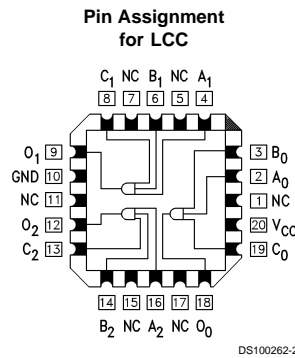 Pin Assignment
for LCC
C1 NC B1 NC A1
8 7 6 5 4
O1 9
GND 10
NC 11
O2 12
C2 13
3 B0
2 A0
1 NC
20 VCC
19 C0
14 15 16 17 18
B2 NC A2 NC O0
DS100262-2